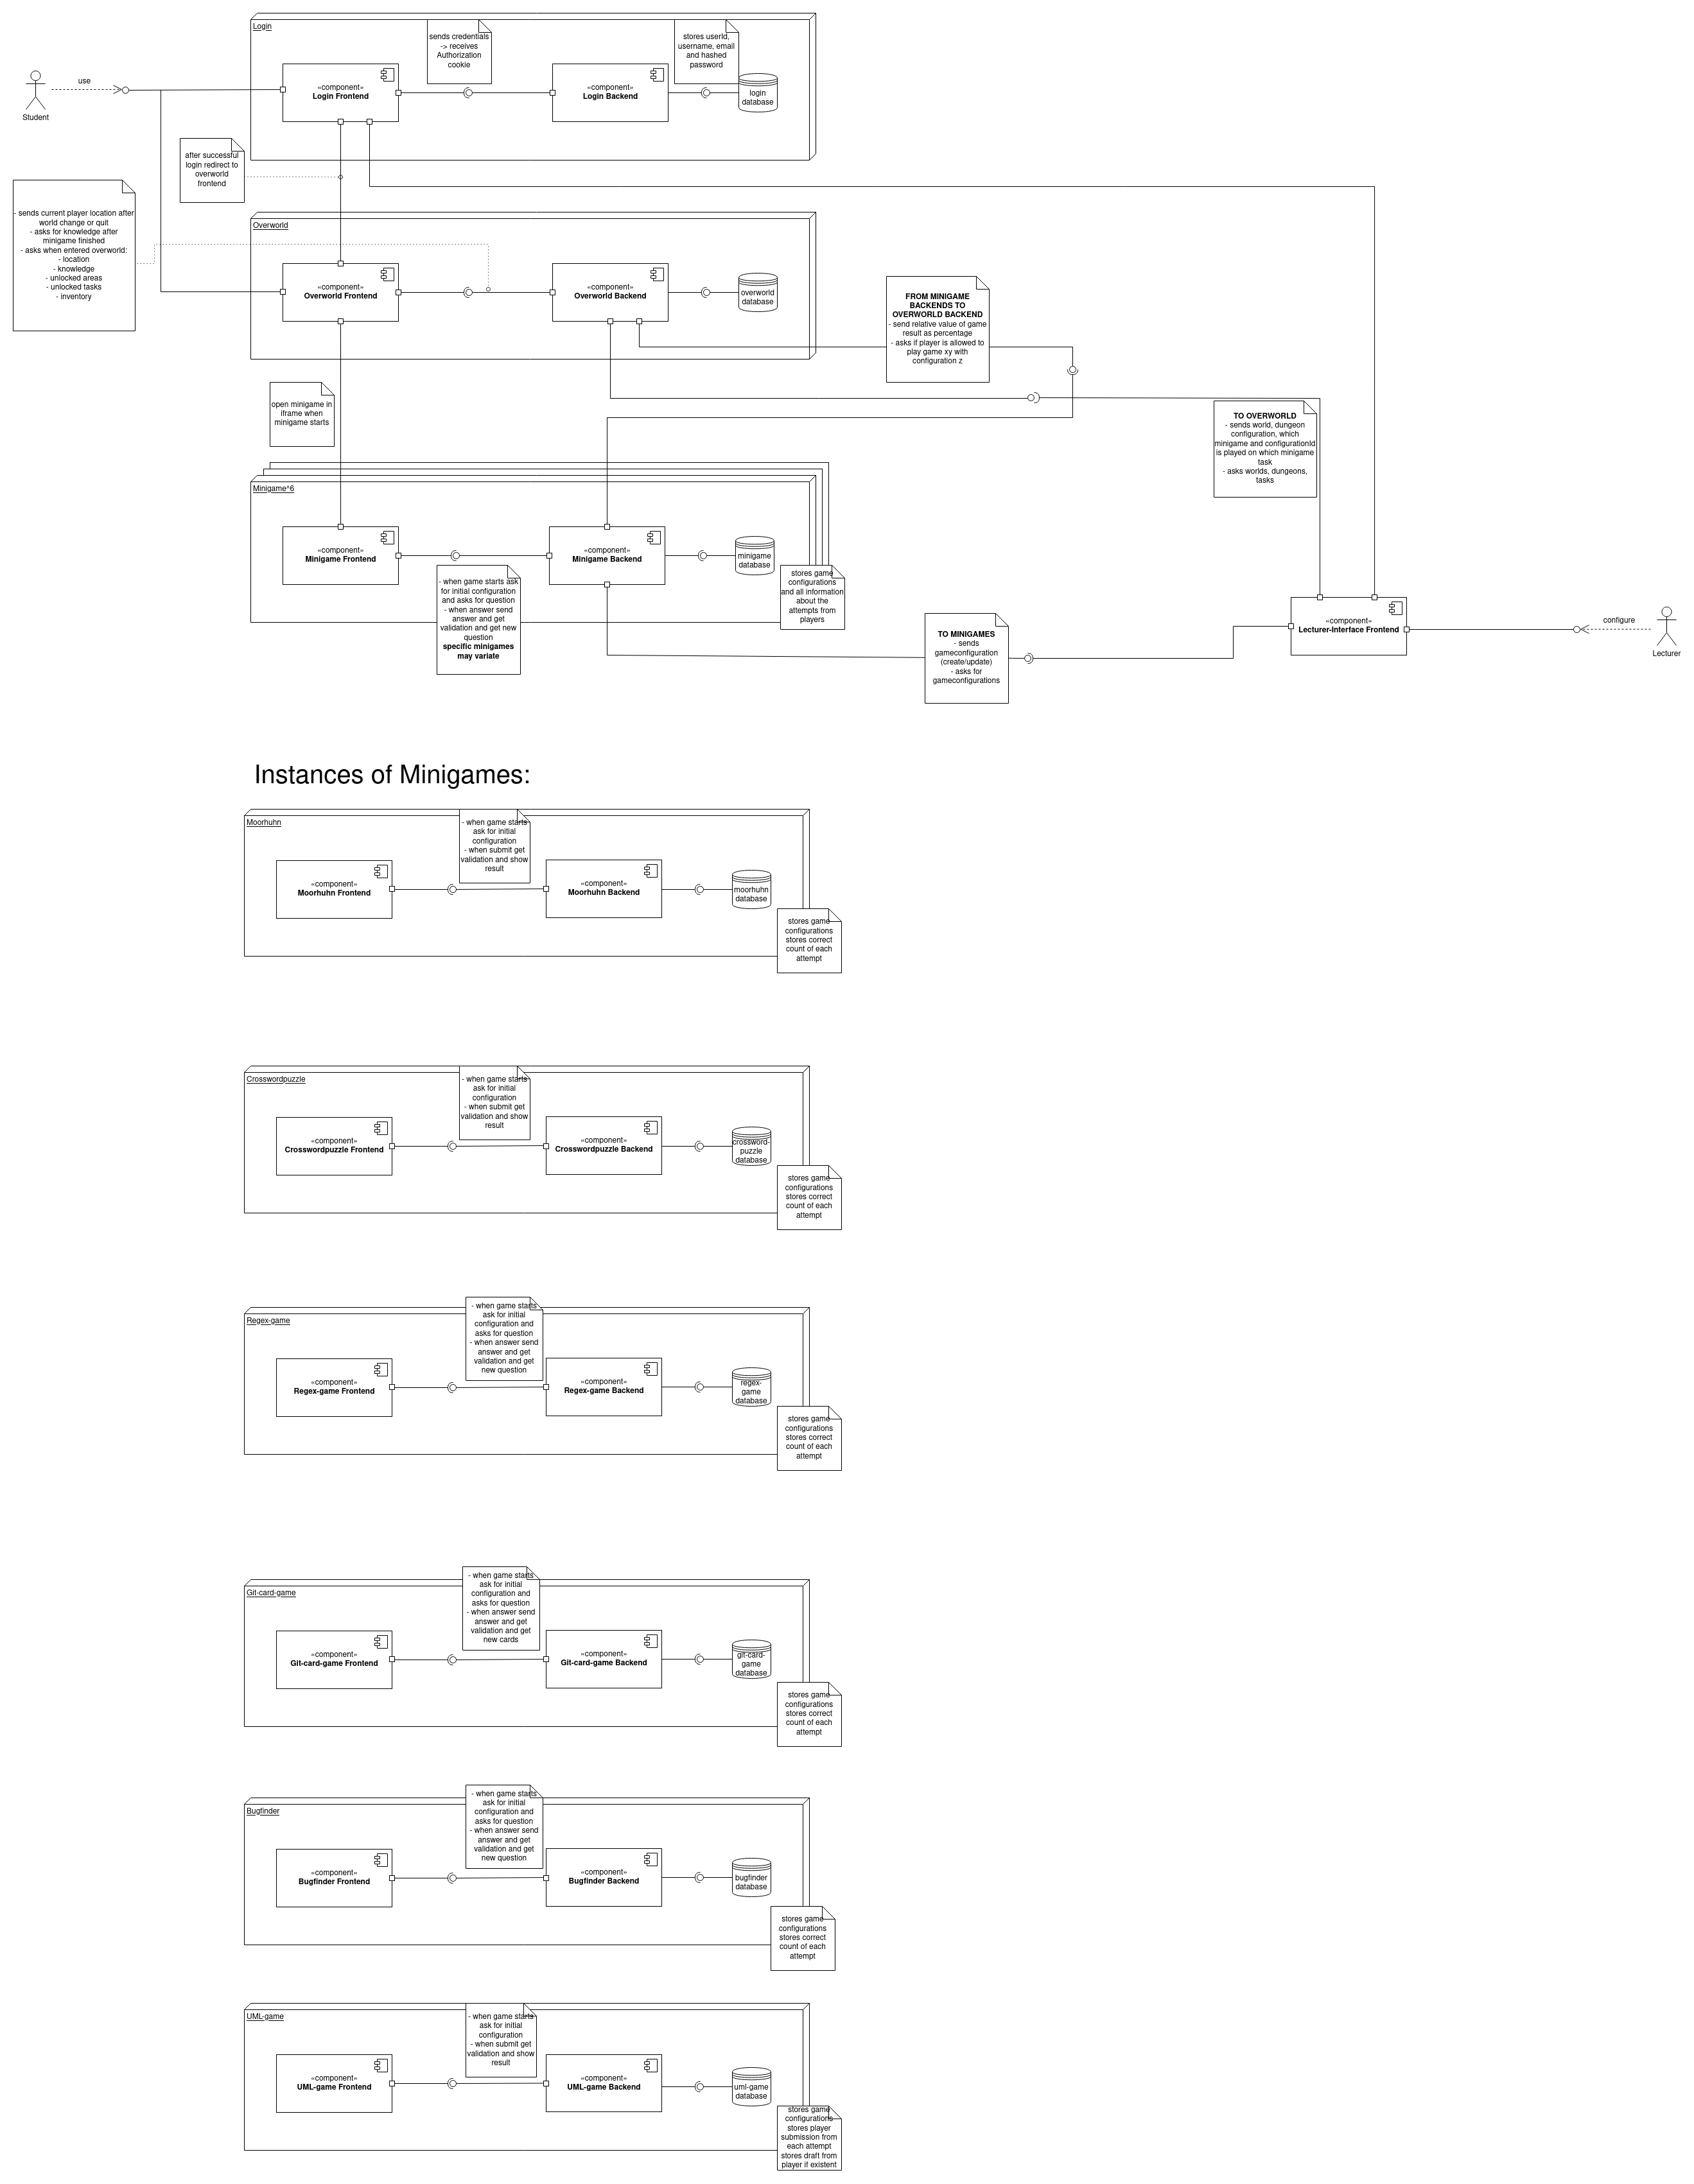 Login
sends credentials
-> receives
Authorization
cookie
stores userId,
username, email
and hashed
password
use
Student
«component»
Login Frontend
«component»
Login Backend
login
database
after successful
login redirect to
overworld
frontend
- sends current player location after
world change or quit
- asks for knowledge after
minigame finished
- asks when entered overworld:
- location
- knowledge
- unlocked areas
- unlocked tasks
- inventory
Overworld
«component»
Overworld Frontend
«component»
Overworld Backend
overworld
database
FROM MINIGAME
BACKENDS TO
OVERWORLD BACKEND
- send relative value of game
result as percentage
- asks if player is allowed to
play game xy with
configuration z
open minigame in
iframe when
minigame starts
TO OVERWORLD
- sends world, dungeon
configuration, which
minigame and configurationId
is played on which minigame
task
- asks worlds, dungeons,
tasks
Minigame*6
«component»
Minigame Frontend
«component»
Minigame Backend
minigame
database
- when game starts ask
for initial configuration
and asks for question
- when answer send
answer and get
validation and get new
question
specific minigames
may variate
stores game
configurations
and all information
about the
attempts from
players
TO MINIGAMES
- sends
gameconfiguration
(create/update)
- asks for
gameconfigurations
«component»
Lecturer-Interface Frontend
configure
Lecturer
Instances of Minigames:
Moorhuhn
- when game starts
ask for initial
configuration
- when submit get
validation and show
result
«component»
Moorhuhn Frontend
«component»
Moorhuhn Backend
moorhuhn
database
stores game
configurations
stores correct
count of each
attempt
Crosswordpuzzle
- when game starts
ask for initial
configuration
- when submit get
validation and show
result
«component»
Crosswordpuzzle Frontend
«component»
Crosswordpuzzle Backend
crossword-
puzzle
database
stores game
configurations
stores correct
count of each
attempt
Regex-game
- when game starts
ask for initial
configuration and
asks for question
- when answer send
answer and get
validation and get
new question
«component»
Regex-game Frontend
«component»
Regex-game Backend
regex-
game
database
stores game
configurations
stores correct
count of each
attempt
Git-card-game
- when game starts
ask for initial
configuration and
asks for question
- when answer send
answer and get
validation and get
new cards
«component»
Git-card-game Frontend
«component»
Git-card-game Backend
git-card-
game
database
stores game
configurations
stores correct
count of each
attempt
Bugfinder
- when game starts
ask for initial
configuration and
asks for question
- when answer send
answer and get
validation and get
new question
«component»
Bugfinder Frontend
«component»
Bugfinder Backend
bugfinder
database
stores game
configurations
stores correct
count of each
attempt
UML-game
- when game starts
ask for initial
configuration
- when submit get
validation and show
result
«component»
UML-game Frontend
«component»
UML-game Backend
uml-game
database
stores game
configurations
stores player
submission from
each attempt
stores draft from
player if existent